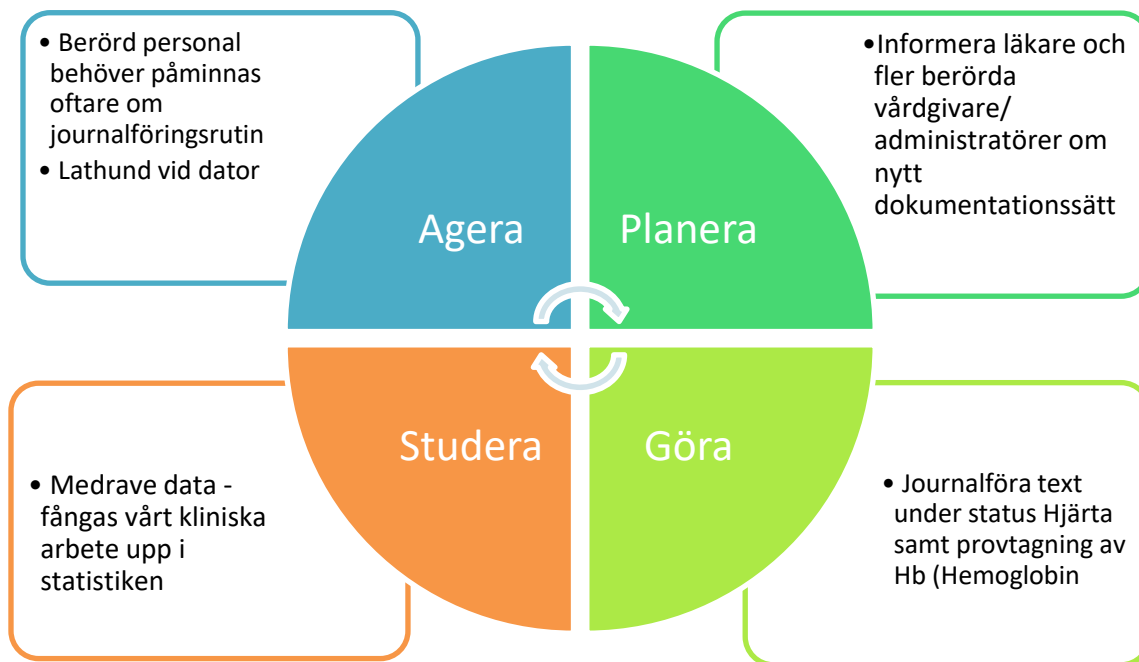 • Berörd personal
behöver påminnas
oftare om
journalföringsrutin
• Lathund vid dator
•Informera läkare och
fler berörda
vårdgivare/
administratörer om
nytt
dokumentationssätt
Agera
Planera
Studera
Göra
• Medrave data -
fångas vårt kliniska
arbete upp i
statistiken
• Journalföra text
under status Hjärta
samt provtagning av
Hb (Hemoglobin